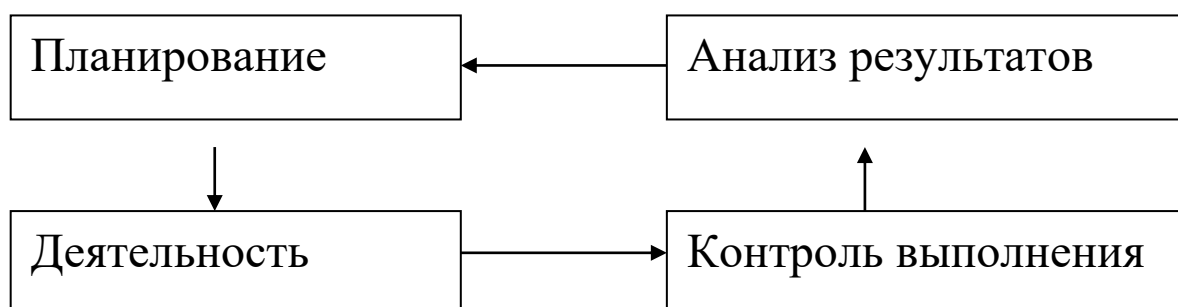 Планирование
Анализ результатов
Деятельность
Контроль выполнения